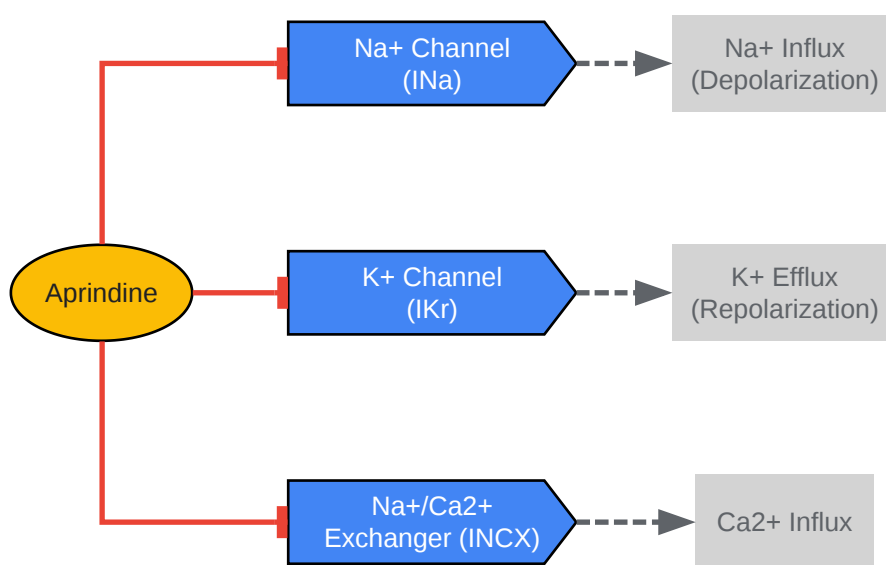 Na+ Channel
(INa)
Na+ Influx
(Depolarization)
Aprindine
K+ Channel
(IKr)
K+ Efflux
(Repolarization)
Na+/Ca2+
Exchanger (INCX)
Ca2+ Influx